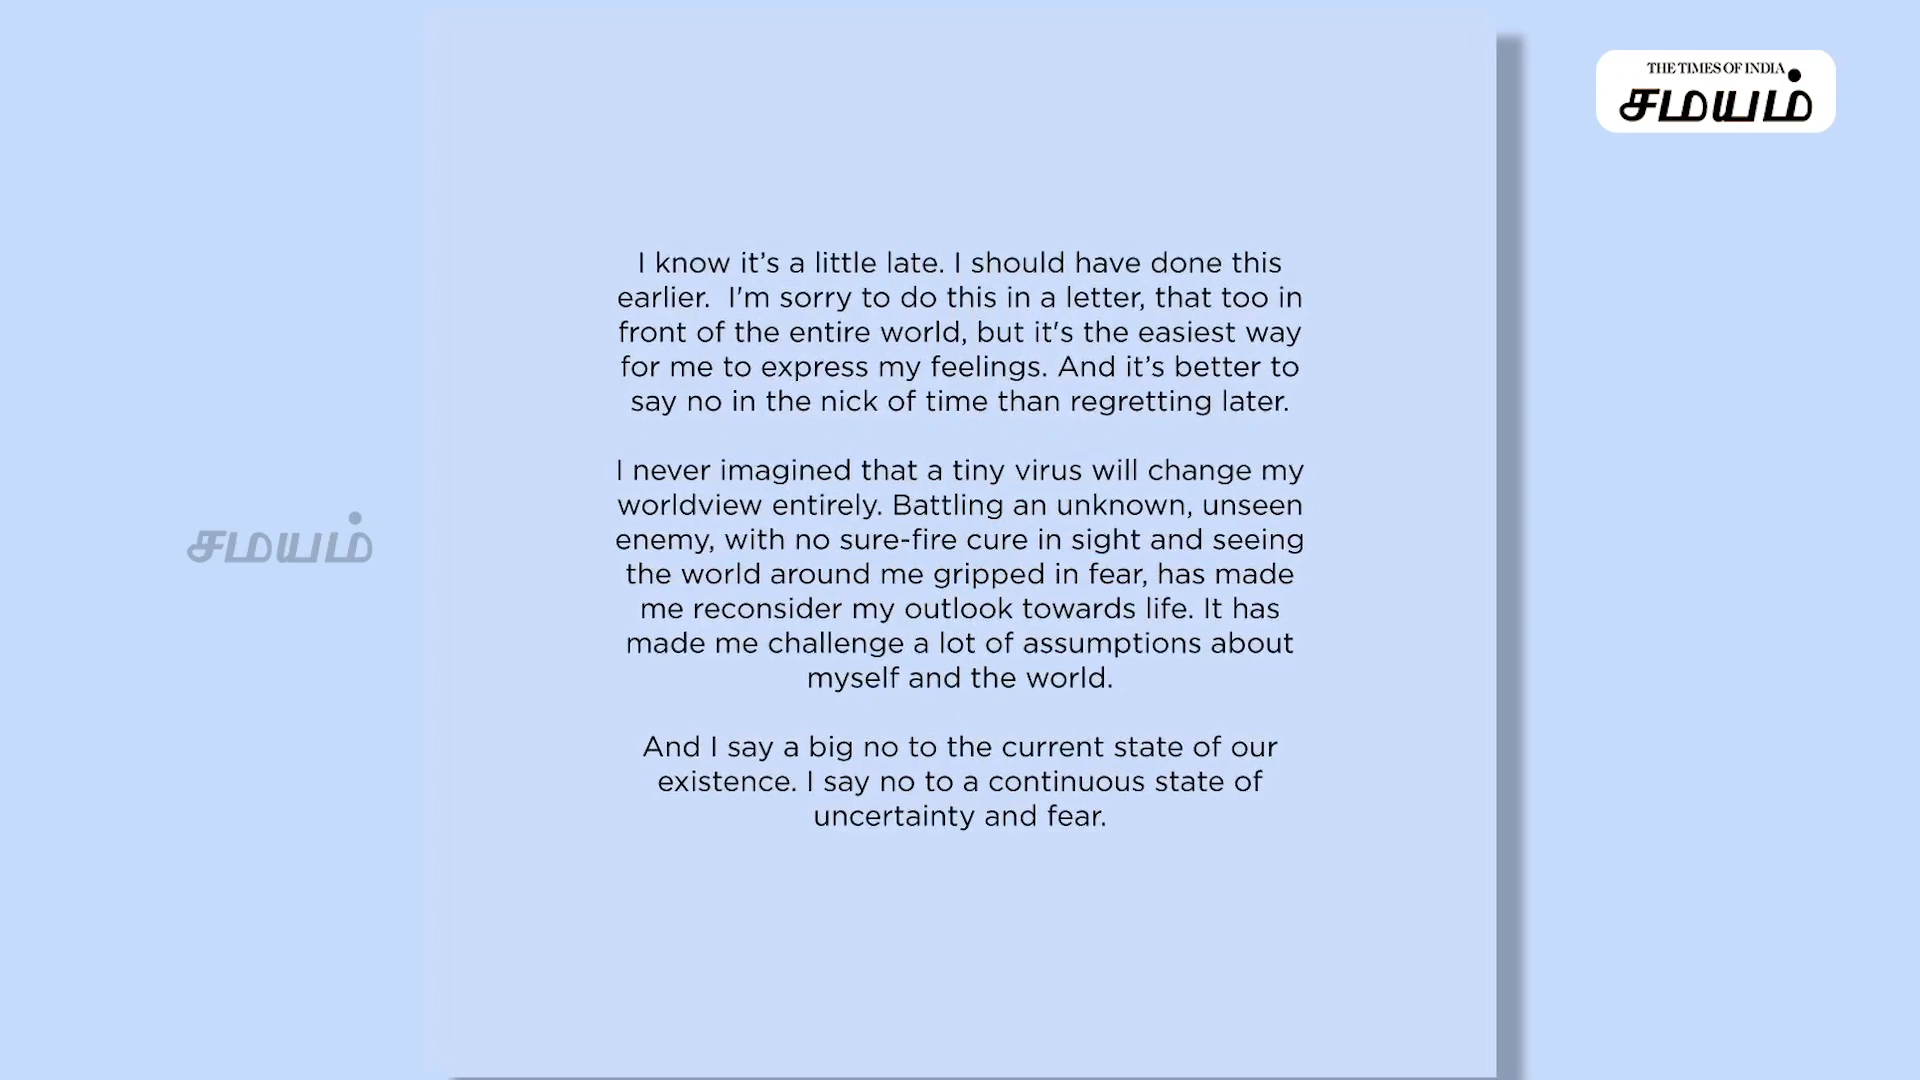 THE TIMES OF INDIA
சமயம்
I know it’s a little late. I should have done this
earlier.  I'm sorry to do this in a letter, that too in
front of the entire world, but it's the easiest way
for me to express my feelings. And it’s better to
say no in the nick of time than regretting later.
I never imagined that a tiny virus will change my
worldview entirely. Battling an unknown, unseen
enemy, with no sure-fire cure in sight and seeing
the world around me gripped in fear, has made
me reconsider my outlook towards life. It has
made me challenge a lot of assumptions about
myself and the world.
And I say a big no to the current state of our
existence. I say no to a continuous state of
uncertainty and fear.
சமயம்